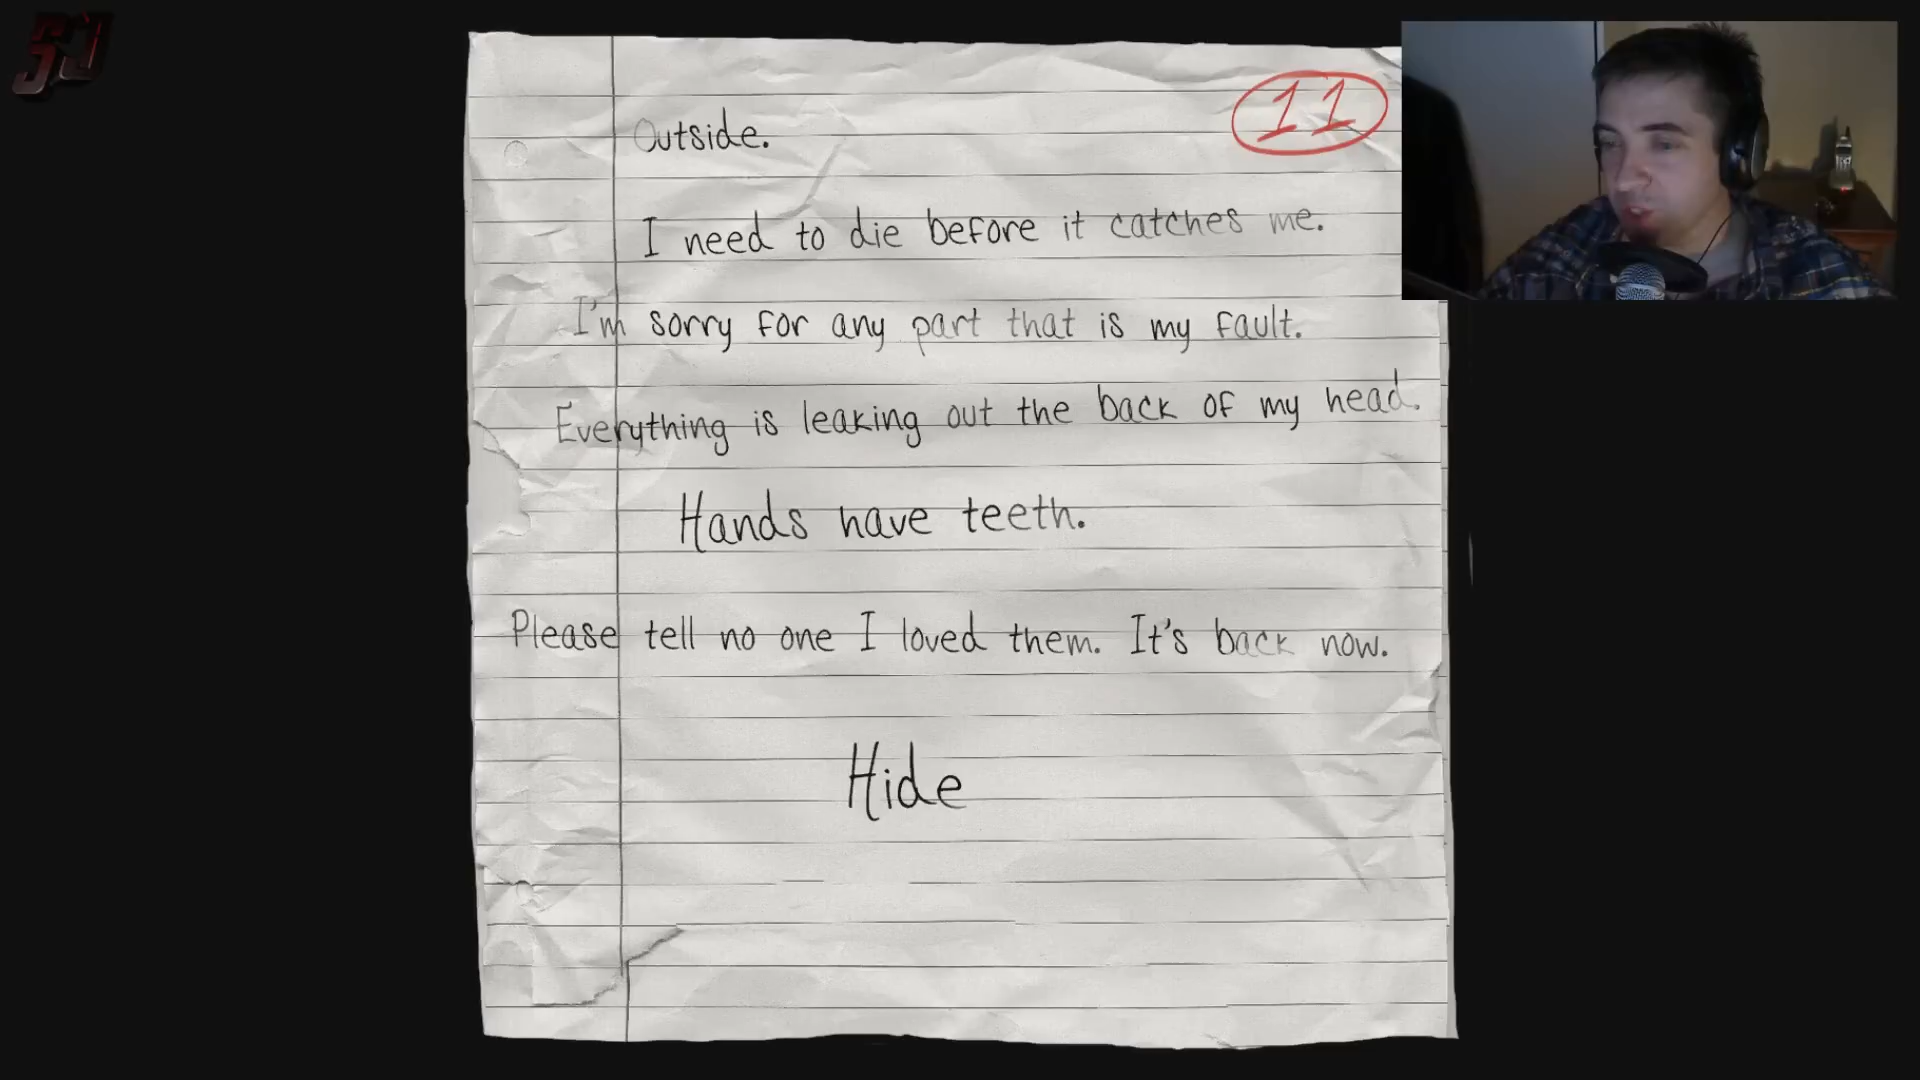 SJ
11
Outside.
I need to die before it catches me.
I'm sorry for any part that is my fault.
Everything is leaking out the back of my head.
Hands have teeth.
Please tell no one I loved them. It's back now.
Hide